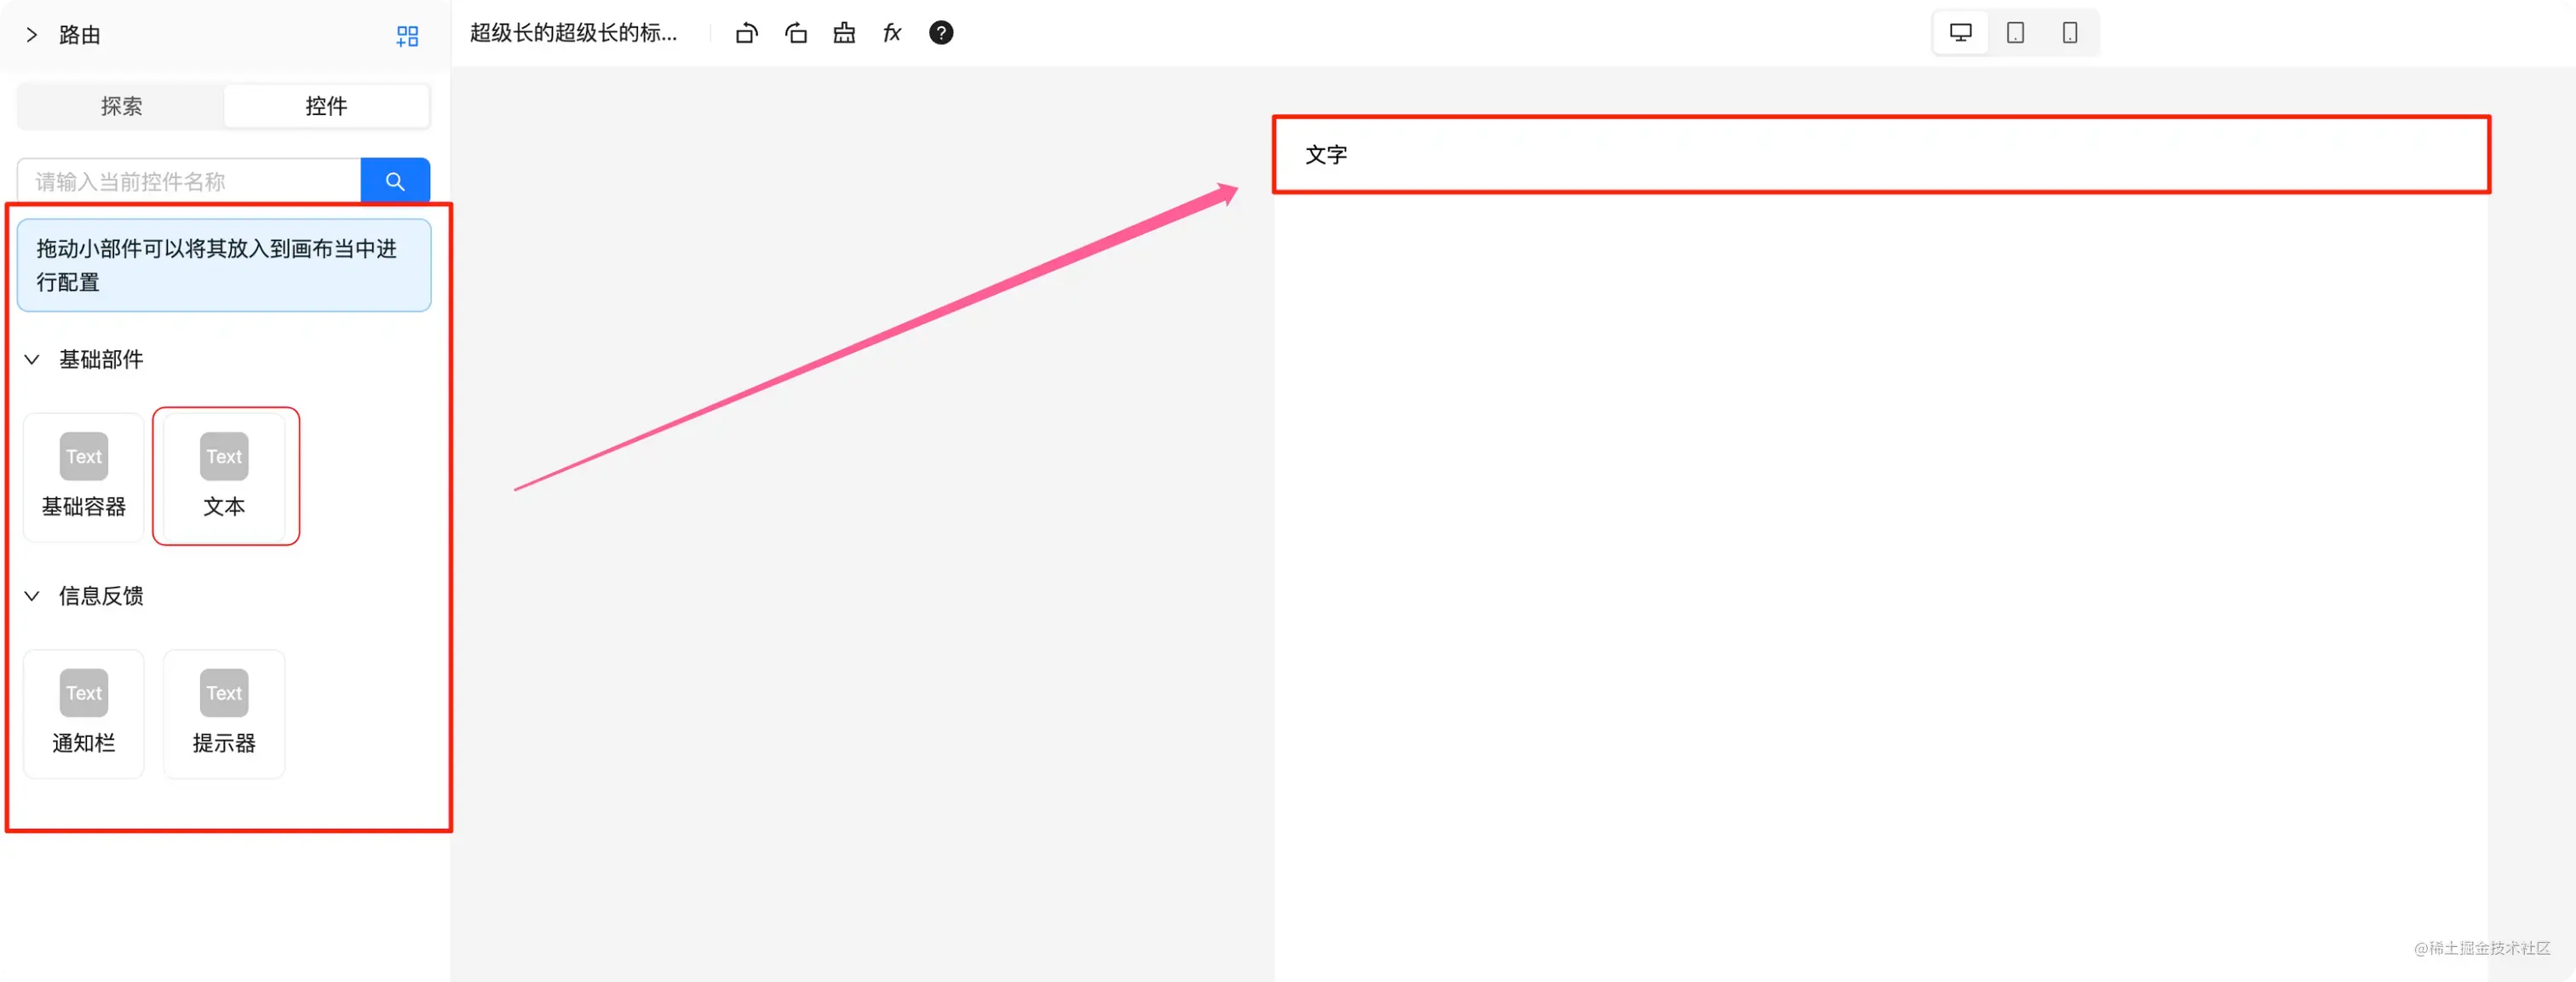 路由
超级长的超级长的标...
fx
?
探索
控件
请输入当前控件名称
拖动小部件可以将其放入到画布当中进
行配置
基础部件
Text
基础容器
Text
文本
信息反馈
Text
通知栏
Text
提示器
文字
@稀土掘金技术社区